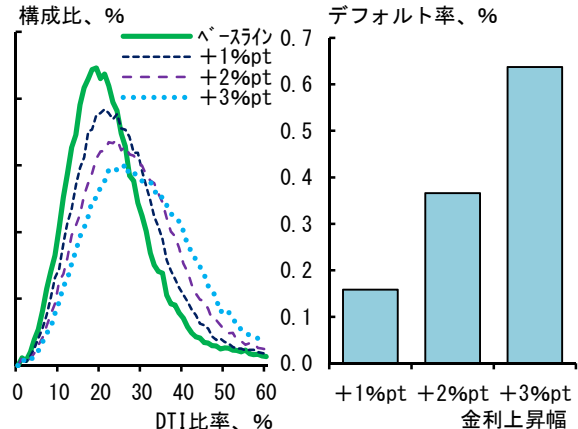 構成比、%
ﾍﾞｰｽﾗｲﾝ
+1%pt
+2%pt
+3%pt
0 10 20 30 40 50 60
DTI比率、%
デフォルト率、%
0.7
0.6
0.5
0.4
0.3
0.2
0.1
0.0
+1%pt +2%pt +3%pt
金利上昇幅